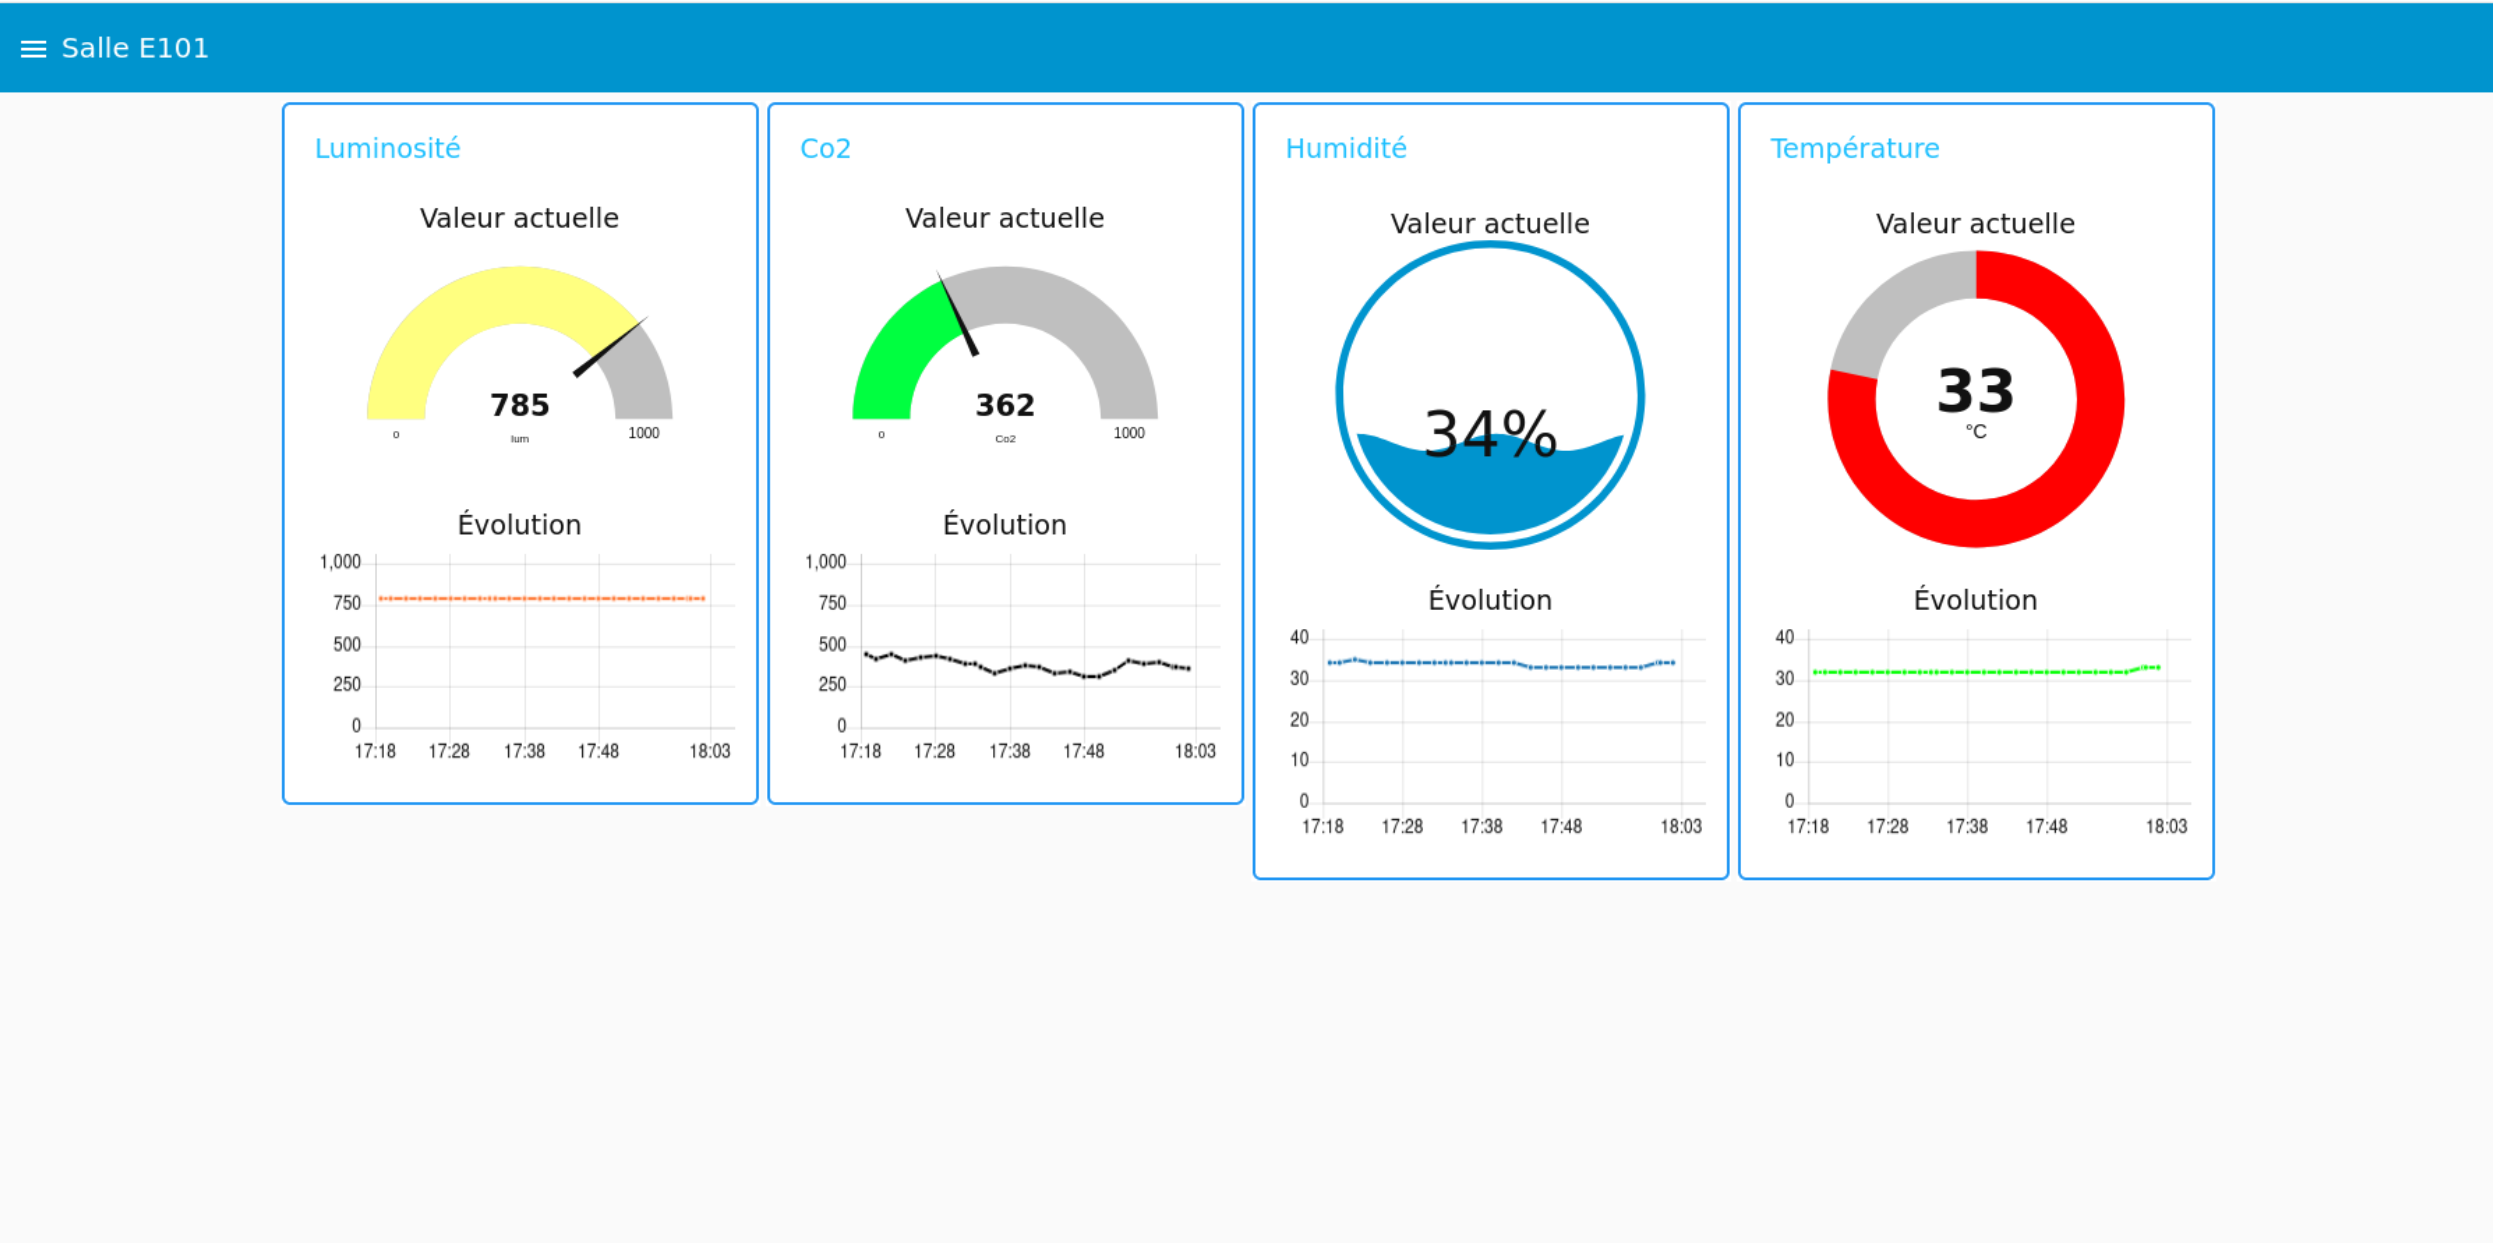 Salle E101
Luminosité
Valeur actuelle
785
0
lum
1000
Évolution
1,000
750
500
250
0
17:18 17:28 17:38 17:48 18:03
Co2
Valeur actuelle
362
0
Co2
1000
Évolution
1,000
750
500
250
0
17:18 17:28 17:38 17:48 18:03
Humidité
Valeur actuelle
34%
Évolution
40
30
20
10
0
17:18 17:28 17:38 17:48 18:03
Température
Valeur actuelle
33
°C
Évolution
40
30
20
10
0
17:18 17:28 17:38 17:48 18:03